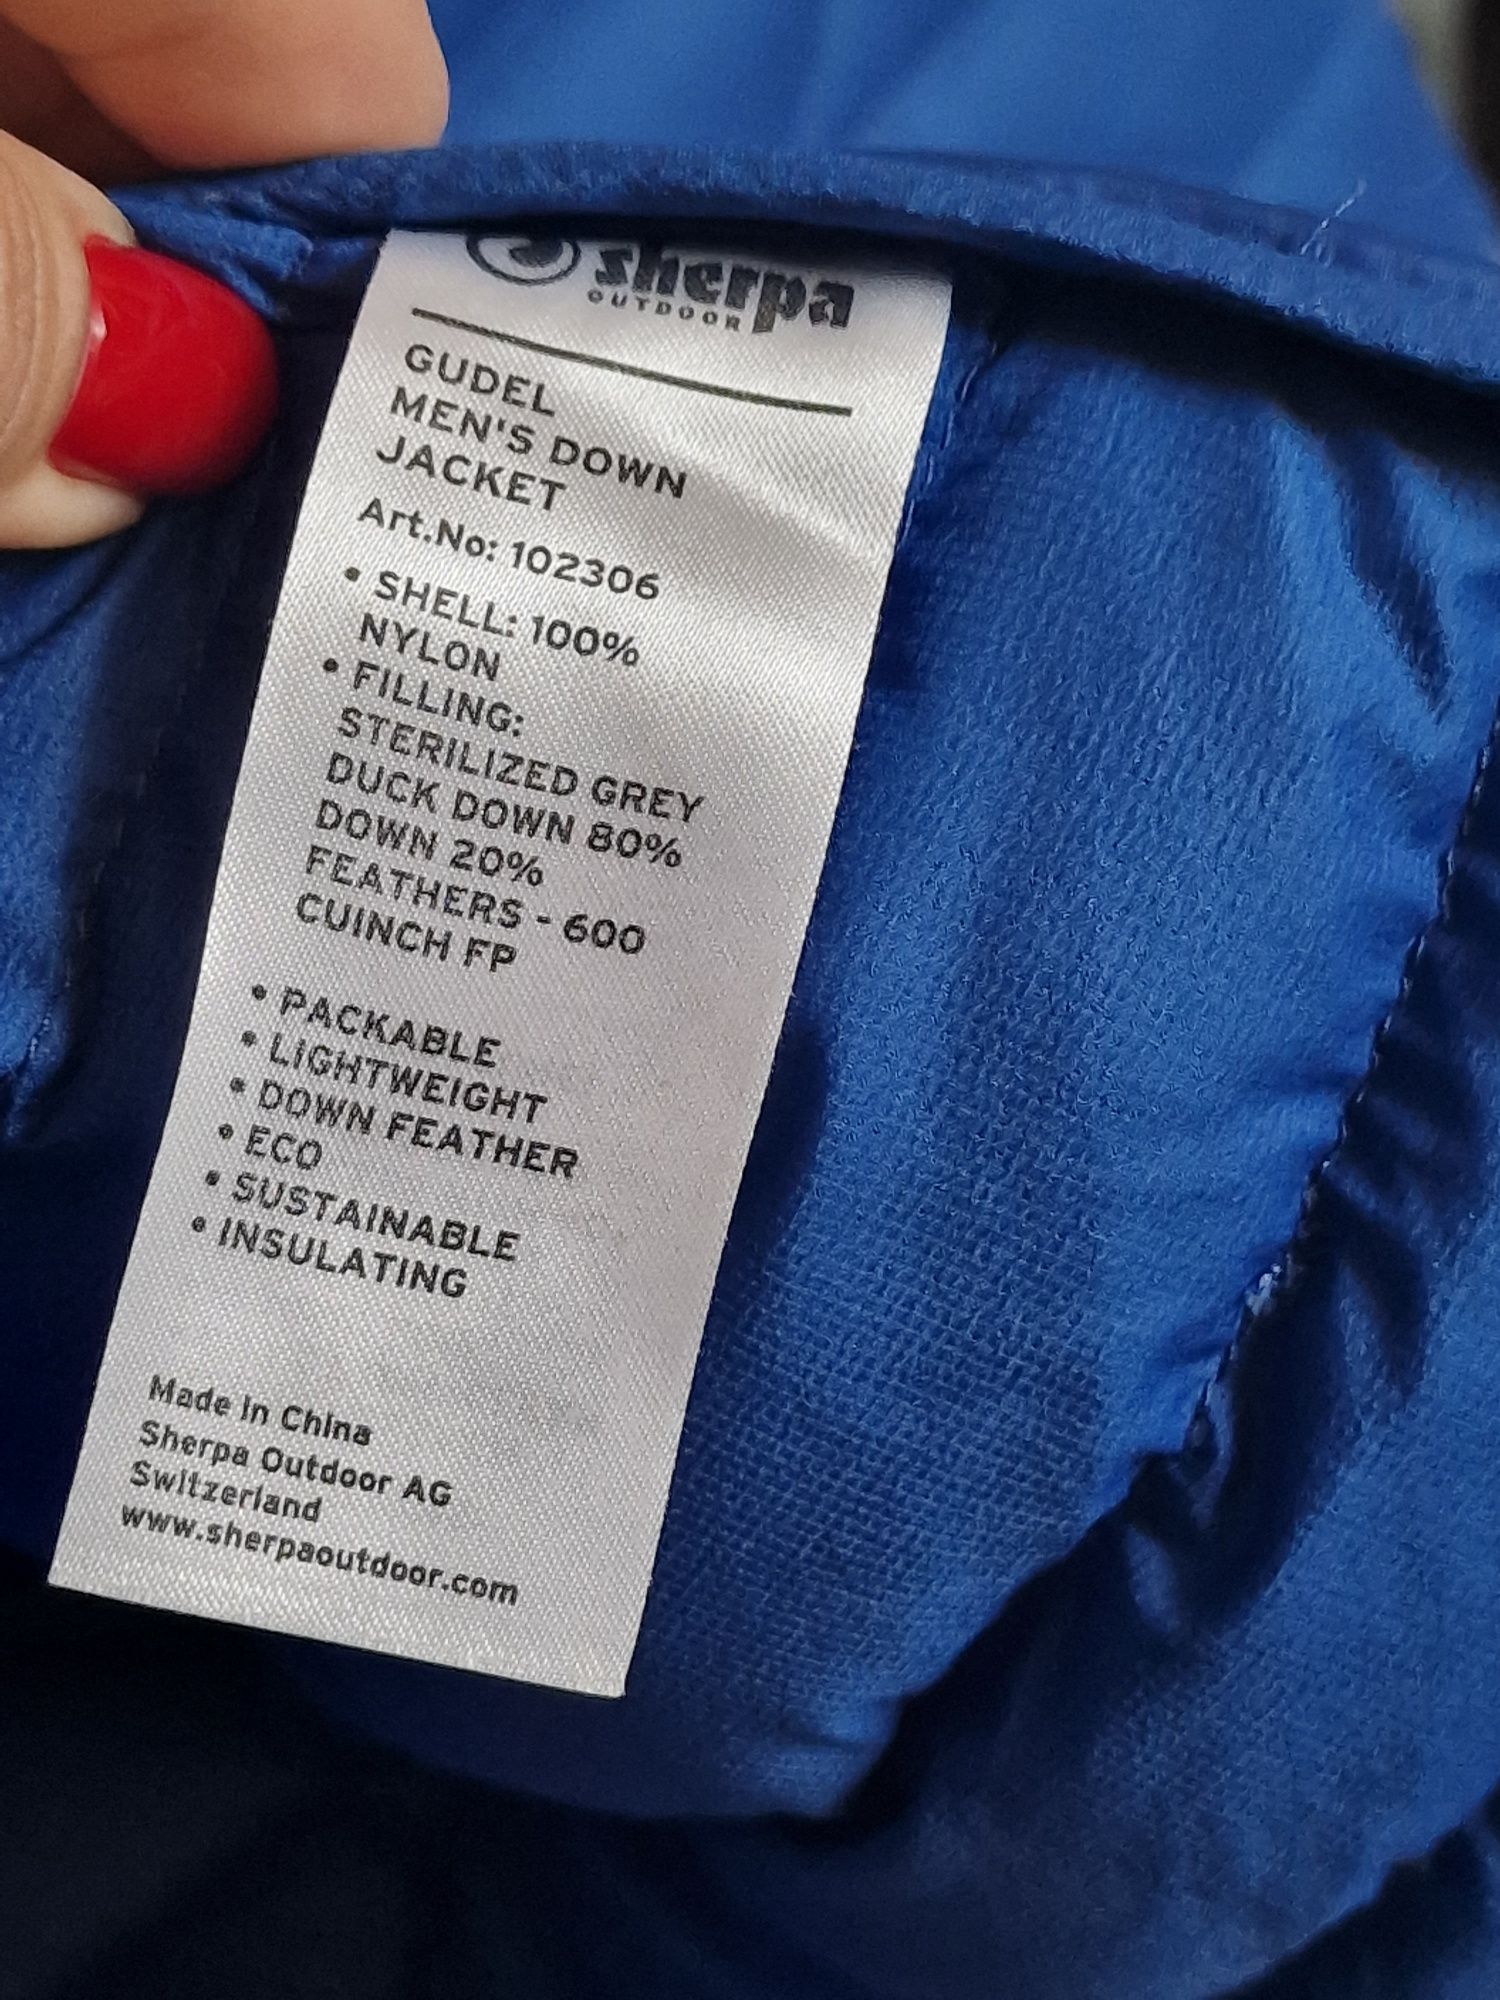 sherpa
OUTDOOR
GUDEL
MEN'S DOWN
JACKET
Art.No: 102306
• SHELL: 100%
NYLON
• FILLING:
STERILIZED GREY
DUCK DOWN 80%
DOWN 20%
FEATHERS - 600
CUINCH FP
• PACKABLE
• LIGHTWEIGHT
• DOWN FEATHER
• ECO
• SUSTAINABLE
• INSULATING
Made in China
Sherpa Outdoor AG
Switzerland
www.sherpaoutdoor.com